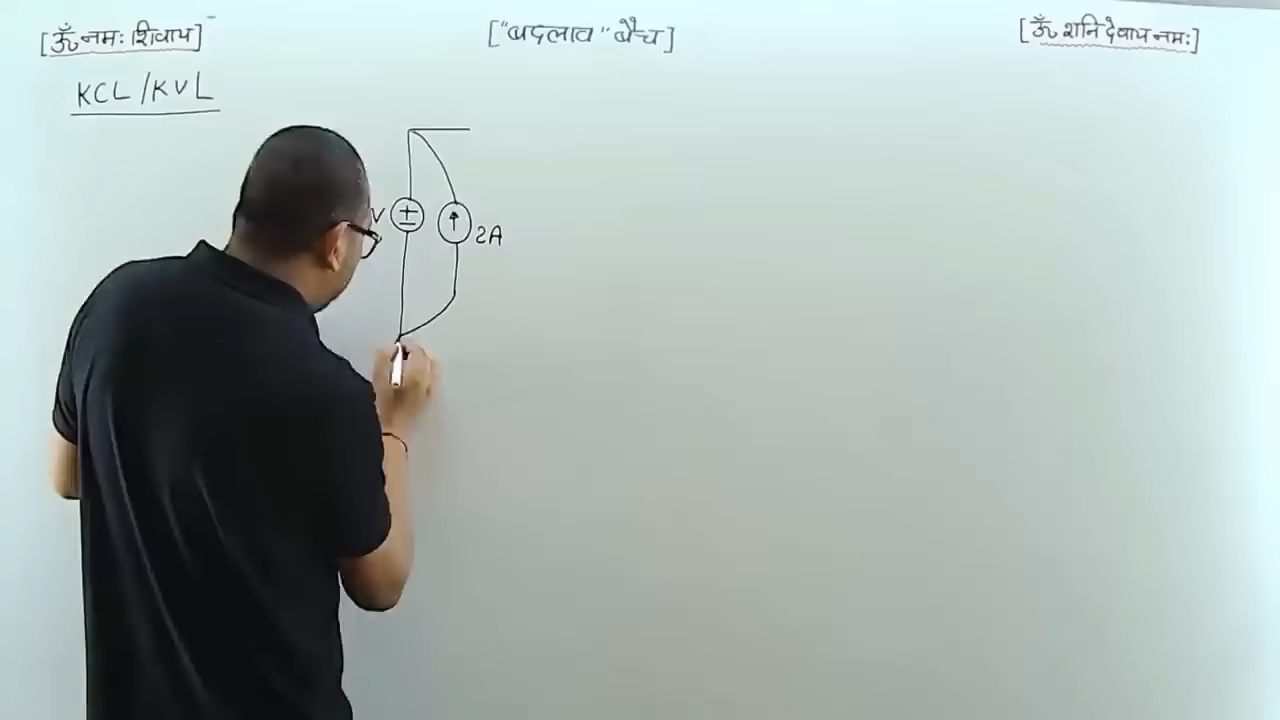 [ॐ नमः शिवाय]
["बदलाव" बैच]
[ॐ शनि देवाय नमः]
KCL/KVL
V
+
2A